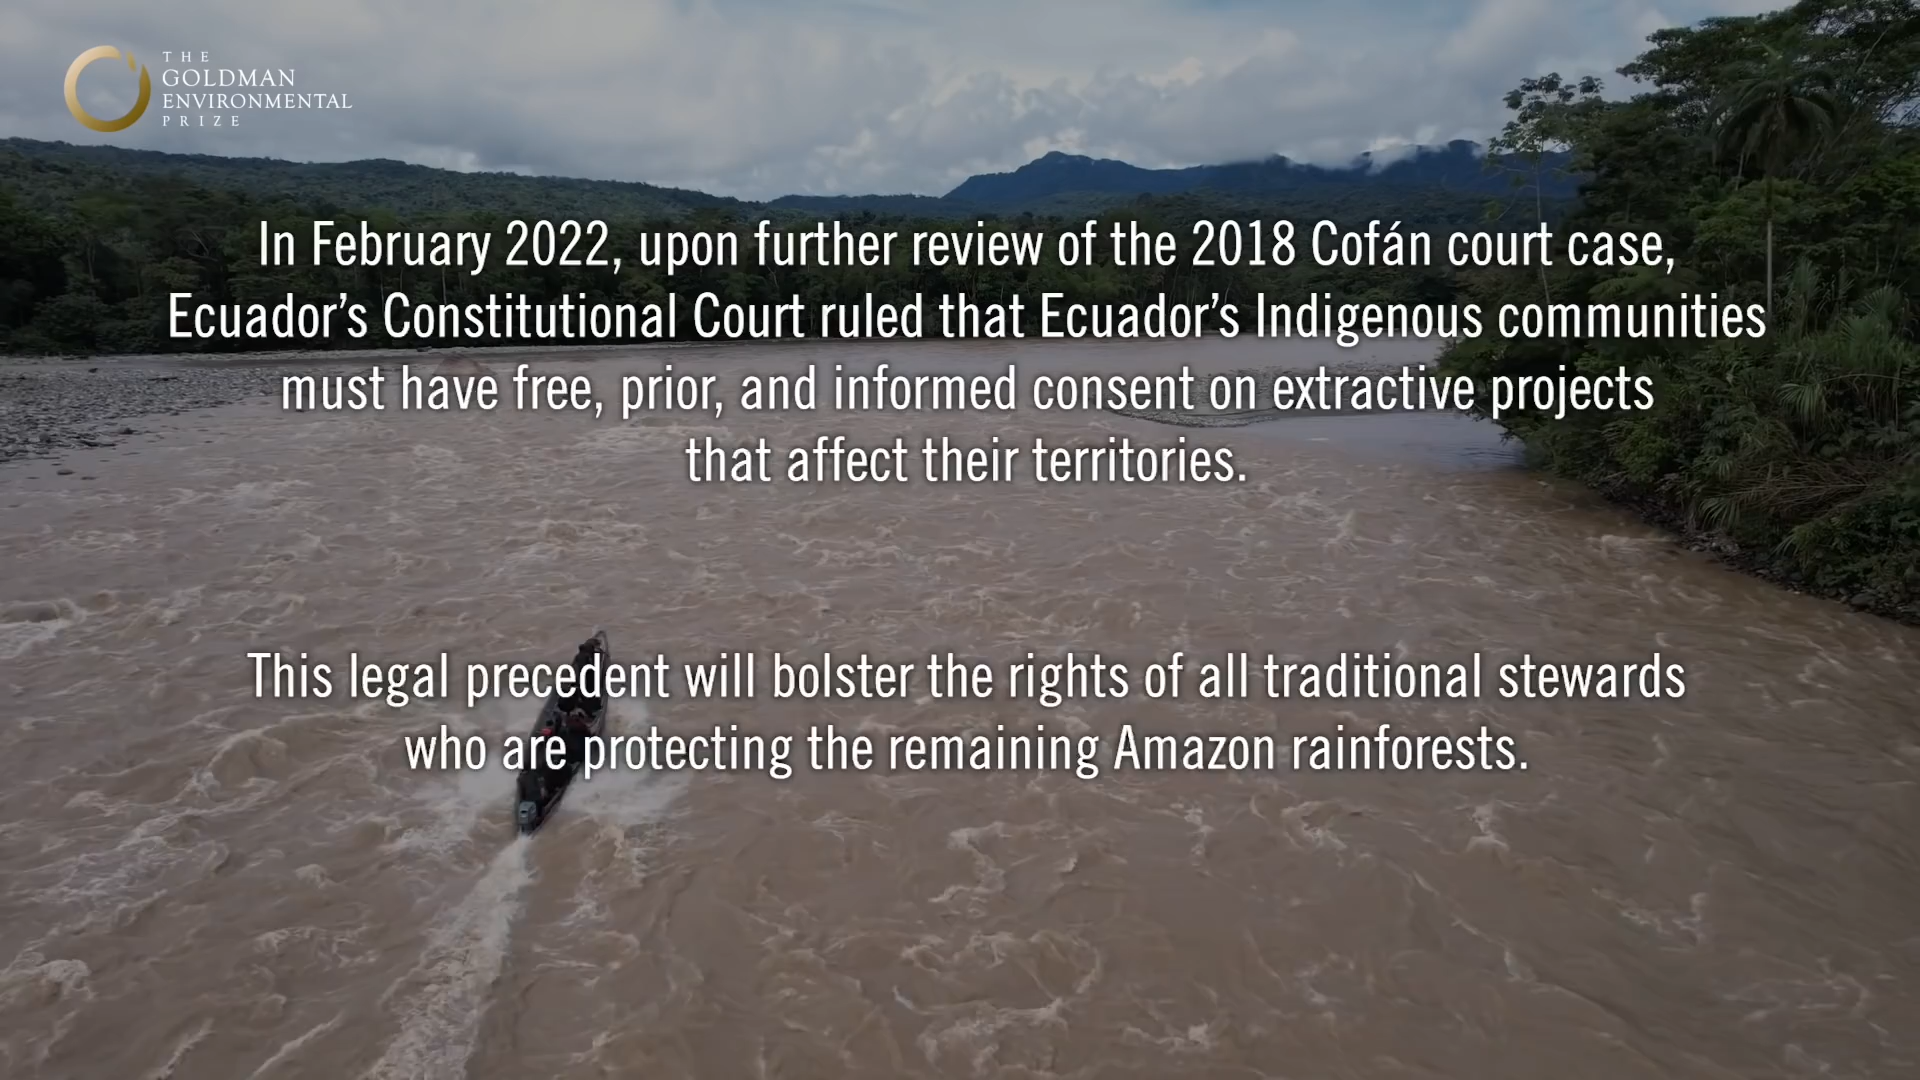 THE
GOLDMAN
ENVIRONMENTAL
PRIZE
In February 2022, upon further review of the 2018 Cofán court case,
Ecuador’s Constitutional Court ruled that Ecuador’s Indigenous communities
must have free, prior, and informed consent on extractive projects
that affect their territories.
This legal precedent will bolster the rights of all traditional stewards
who are protecting the remaining Amazon rainforests.